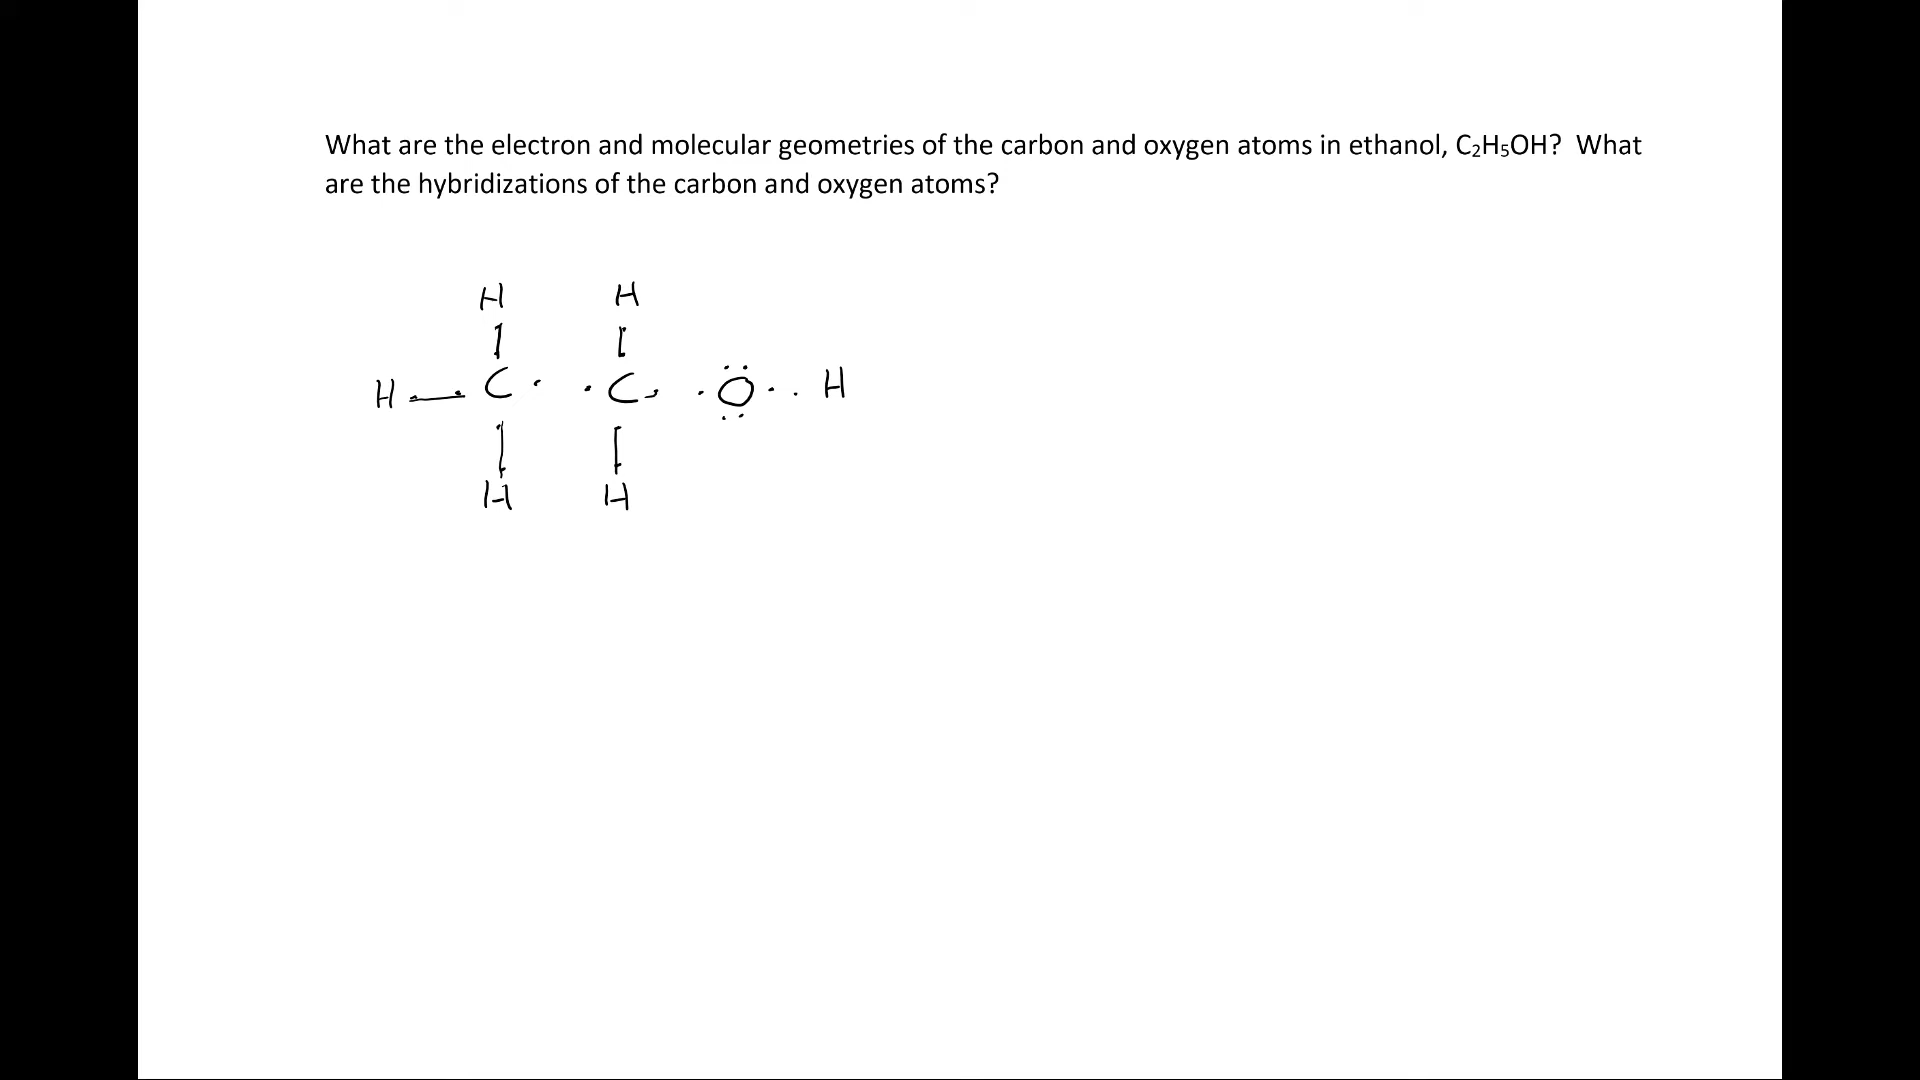 What are the electron and molecular geometries of the carbon and oxygen atoms in ethanol, C₂H₅OH? What
are the hybridizations of the carbon and oxygen atoms?
H H
H C C O H
H H